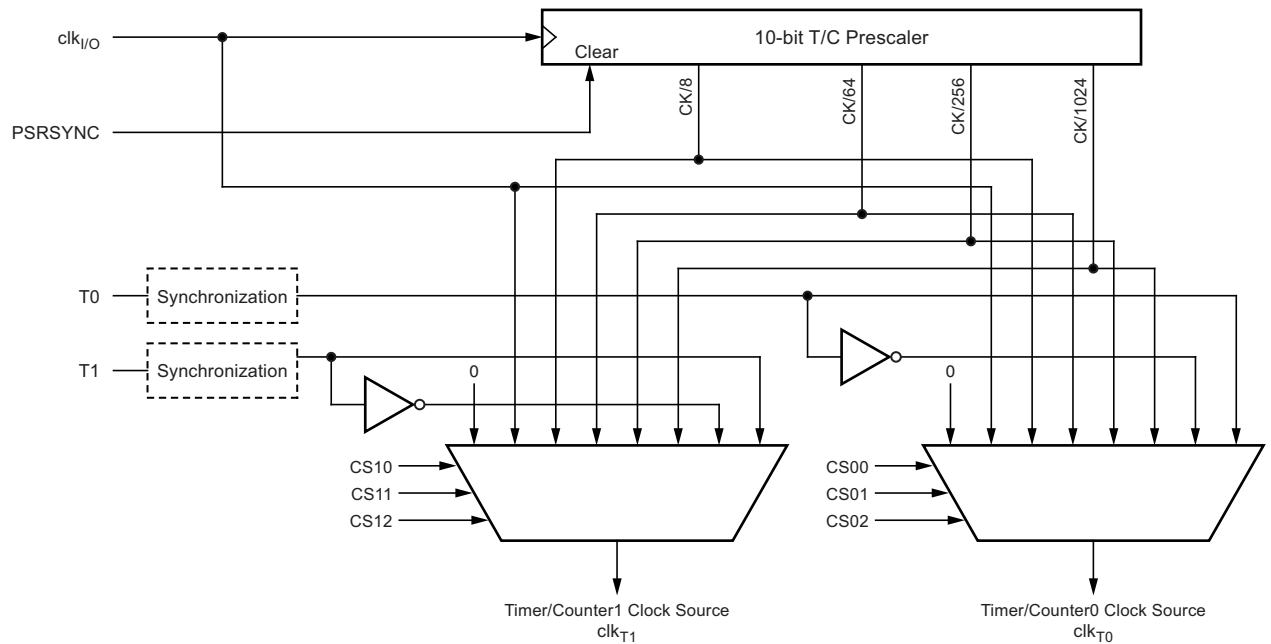 clkI/O
10-bit T/C Prescaler
Clear
CK/8
CK/64
CK/256
CK/1024
PSRSYNC
T0
Synchronization
T1
Synchronization
0
0
CS10
CS11
CS12
CS00
CS01
CS02
Timer/Counter1 Clock Source
clkT1
Timer/Counter0 Clock Source
clkT0